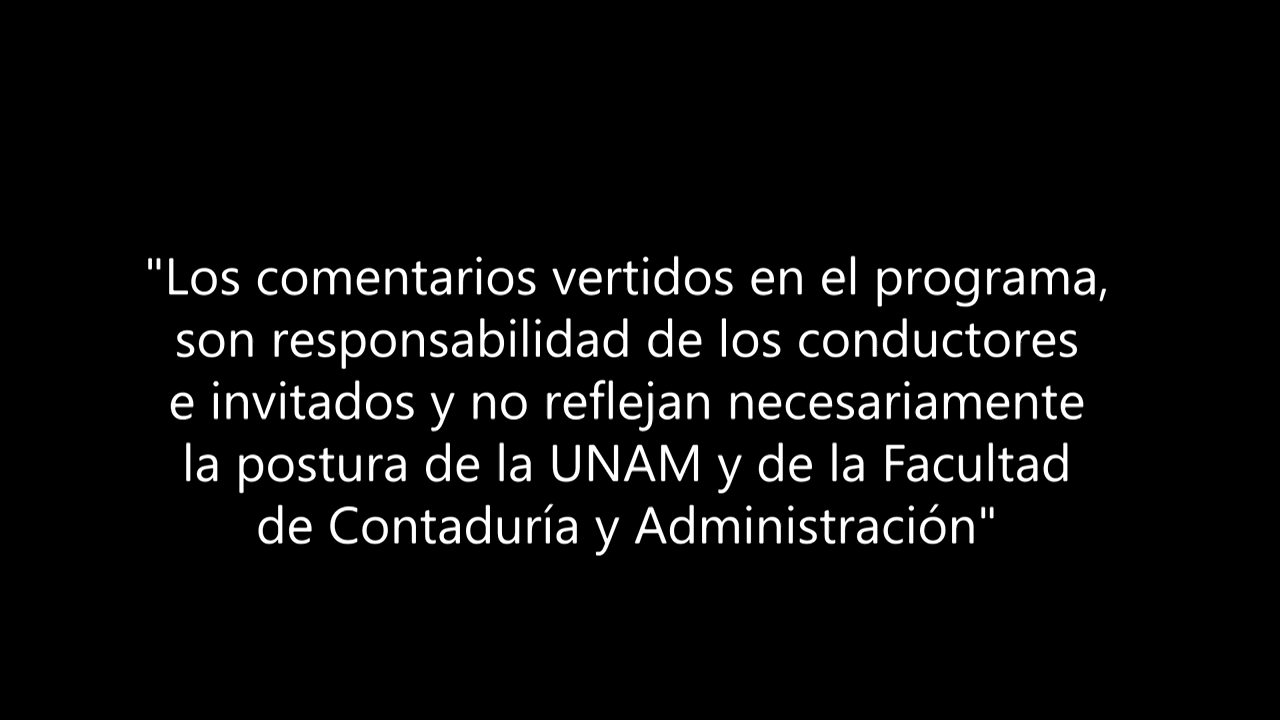 "Los comentarios vertidos en el programa,
son responsabilidad de los conductores
e invitados y no reflejan necesariamente
la postura de la UNAM y de la Facultad
de Contaduría y Administración"